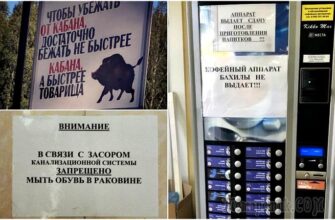 ЧТОБЫ УБЕЖАТЬ
ОТ КАБАНА,
ДОСТАТОЧНО
БЕЖАТЬ НЕ БЫСТРЕЕ
КАБАНА,
А БЫСТРЕЕ
ТОВАРИЩА
ВНИМАНИЕ
В СВЯЗИ С ЗАСОРОМ
КАНАЛИЗАЦИОННОЙ СИСТЕМЫ
ЗАПРЕЩЕНО
МЫТЬ ОБУВЬ В РАКОВИНЕ
АППАРАТ
ВЫДАЕТ СДАЧУ
ПОСЛЕ
ПРИГОТОВЛЕНИЯ
НАПИТКОВ !!!
КОФЕЙНЫЙ АППАРАТ
БАХИЛЫ НЕ
ВЫДАЕТ!!!